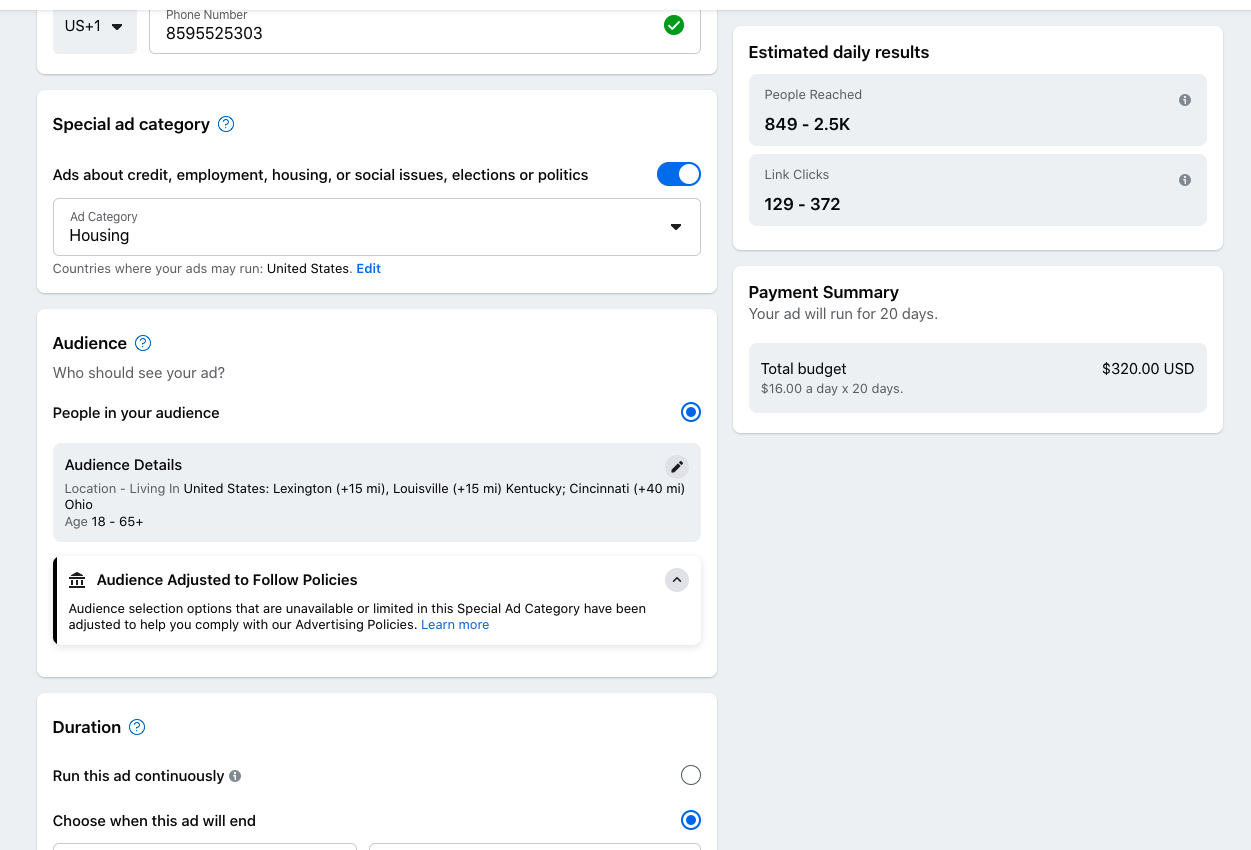 US+1
Phone Number
8595525303
Special ad category
Ads about credit, employment, housing, or social issues, elections or politics
Ad Category
Housing
Countries where your ads may run: United States. Edit
Audience
Who should see your ad?
People in your audience
Audience Details
Location - Living In United States: Lexington (+15 mi), Louisville (+15 mi) Kentucky; Cincinnati (+40 mi)
Ohio
Age 18 - 65+
Audience Adjusted to Follow Policies
Audience selection options that are unavailable or limited in this Special Ad Category have been
adjusted to help you comply with our Advertising Policies. Learn more
Duration
Run this ad continuously
Choose when this ad will end
Estimated daily results
People Reached
849 - 2.5K
Link Clicks
129 - 372
Payment Summary
Your ad will run for 20 days.
Total budget $320.00 USD
$16.00 a day x 20 days.